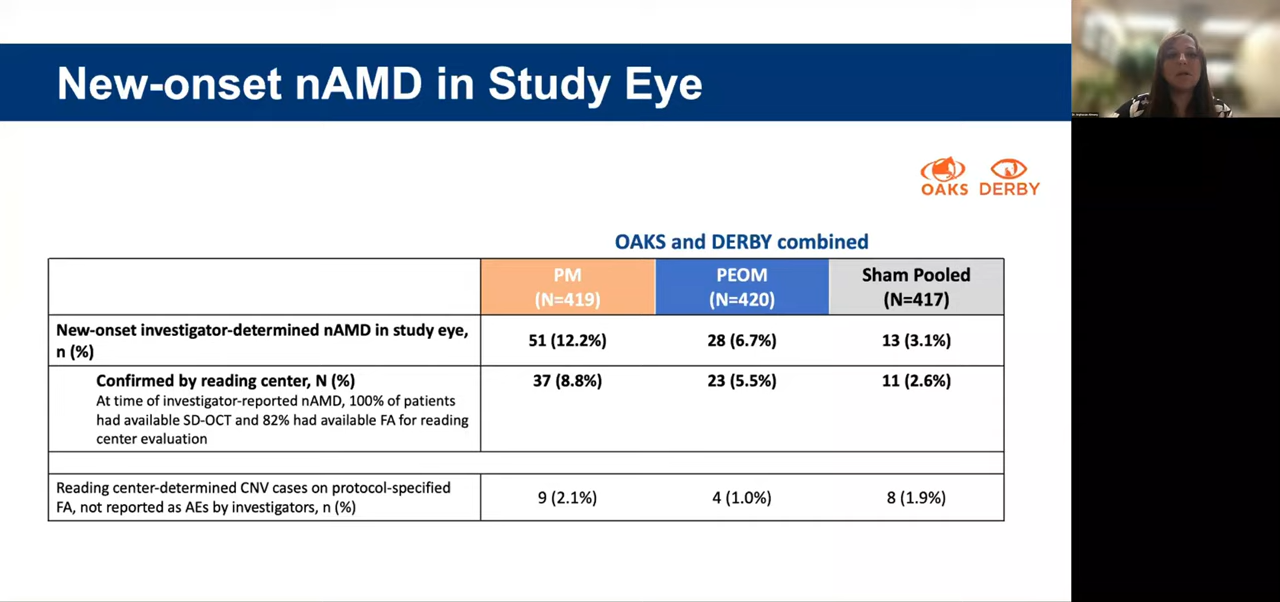 New-onset nAMD in Study Eye
OAKS DERBY
OAKS and DERBY combined
PM
(N=419)
PEOM
(N=420)
Sham Pooled
(N=417)
New-onset investigator-determined nAMD in study eye,
n (%)
51 (12.2%)
28 (6.7%)
13 (3.1%)
Confirmed by reading center, N (%)
At time of investigator-reported nAMD, 100% of patients
had available SD-OCT and 82% had available FA for reading
center evaluation
37 (8.8%)
23 (5.5%)
11 (2.6%)
Reading center-determined CNV cases on protocol-specified
FA, not reported as AEs by investigators, n (%)
9 (2.1%)
4 (1.0%)
8 (1.9%)